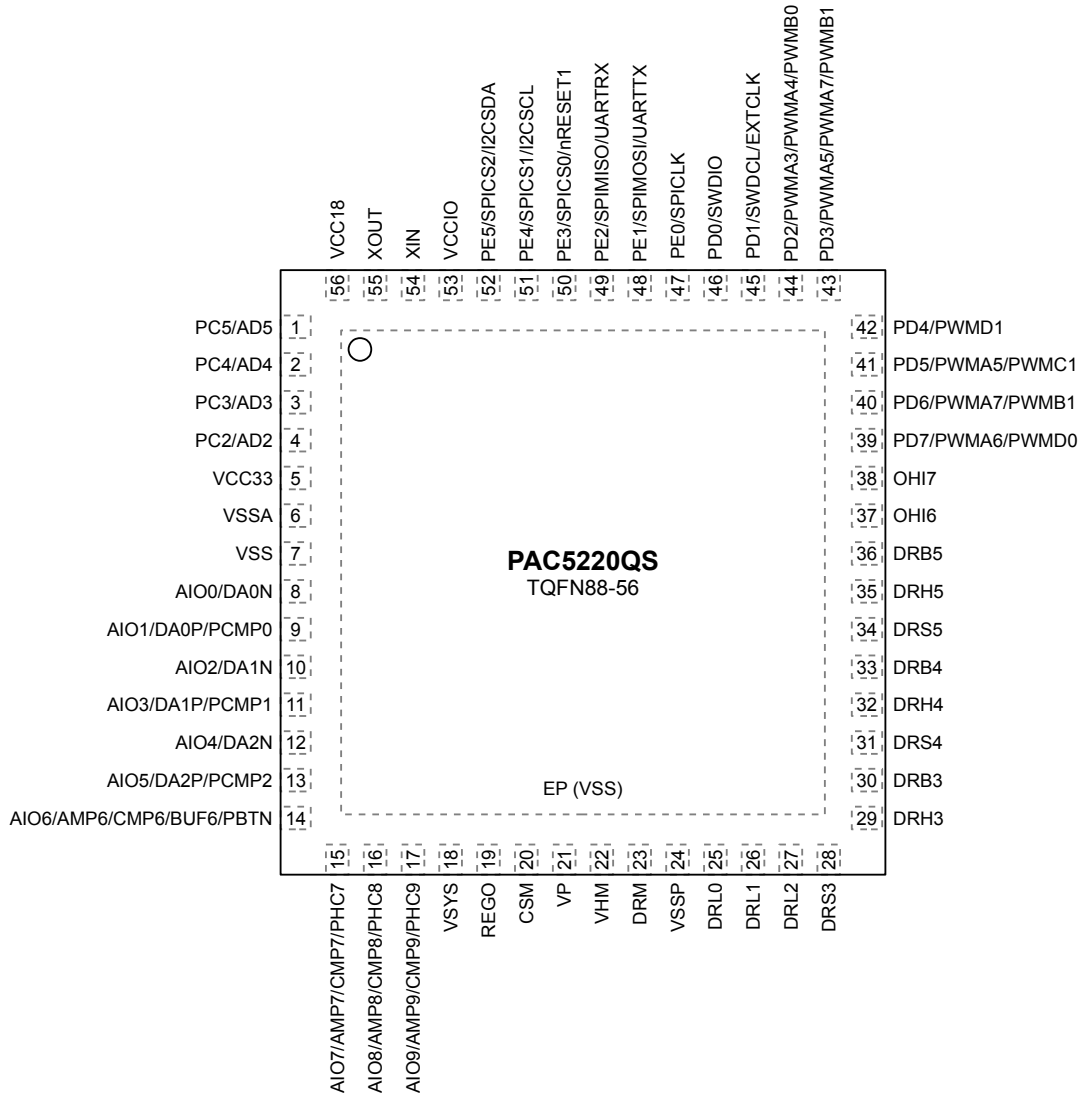 VCC18
XOUT
XIN
VCCIO
PE5/SPICS2/I2CSDA
PE4/SPICS1/I2CSCL
PE3/SPICS0/nRESET1
PE2/SPIMISO/UARTRX
PE1/SPIMOSI/UARTTX
PE0/SPICLK
PD0/SWDIO
PD1/SWDCL/EXTCLK
PD2/PWMA3/PWMA4/PWMB0
PD3/PWMA5/PWMA7/PWMB1
56
55
54
53
52
51
50
49
48
47
46
45
44
43
PC5/AD5 1
PC4/AD4 2
PC3/AD3 3
PC2/AD2 4
VCC33 5
VSSA 6
VSS 7
AIO0/DA0N 8
AIO1/DA0P/PCMP0 9
AIO2/DA1N 10
AIO3/DA1P/PCMP1 11
AIO4/DA2N 12
AIO5/DA2P/PCMP2 13
AIO6/AMP6/CMP6/BUF6/PBTN 14
PAC5220QS
TQFN88-56
EP (VSS)
42 PD4/PWMD1
41 PD5/PWMA5/PWMC1
40 PD6/PWMA7/PWMB1
39 PD7/PWMA6/PWMD0
38 OHI7
37 OHI6
36 DRB5
35 DRH5
34 DRS5
33 DRB4
32 DRH4
31 DRS4
30 DRB3
29 DRH3
15
16
17
18
19
20
21
22
23
24
25
26
27
28
AIO7/AMP7/CMP7/PHC7
AIO8/AMP8/CMP8/PHC8
AIO9/AMP9/CMP9/PHC9
VSYS
REGO
CSM
VP
VHM
DRM
VSSP
DRL0
DRL1
DRL2
DRS3